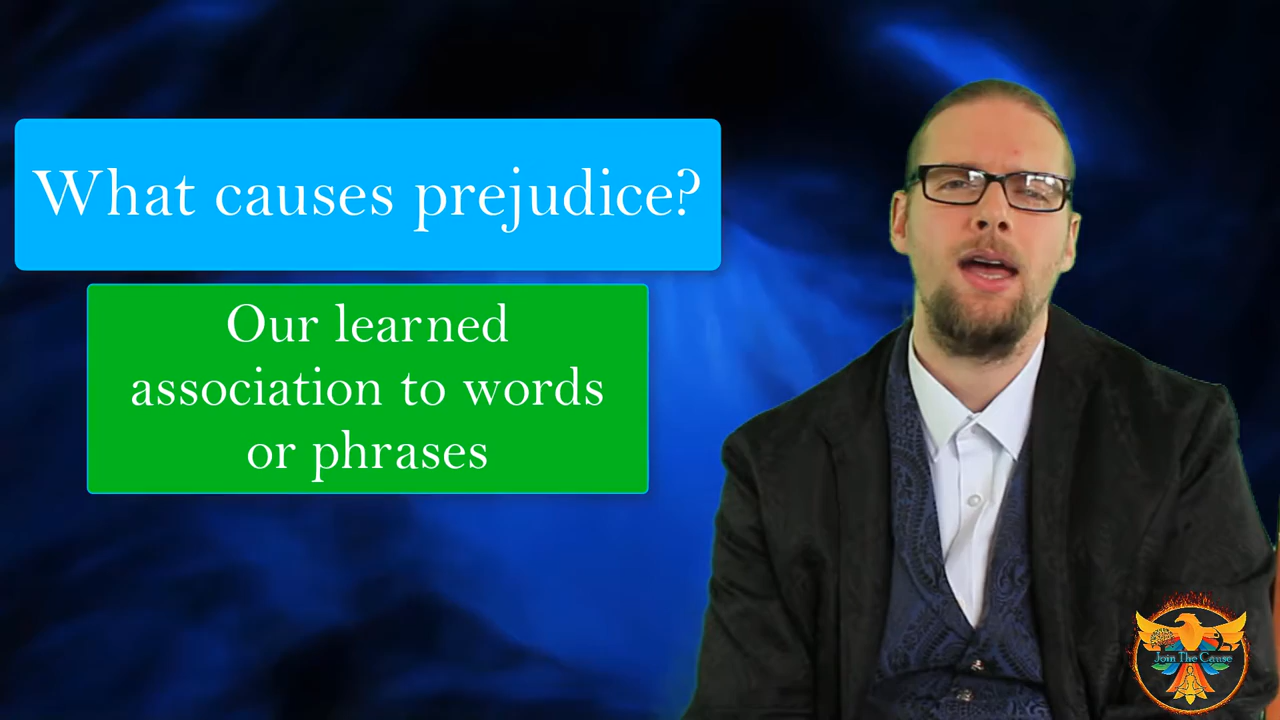 What causes prejudice?
Our learned
association to words
or phrases
Join The Cause